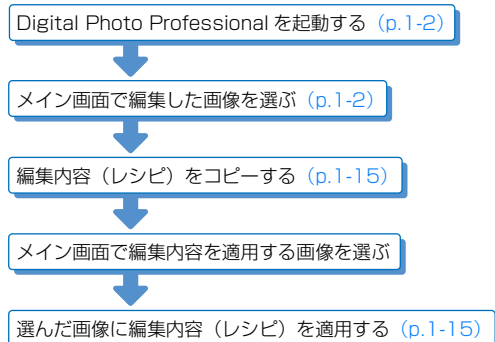 Digital Photo Professional を起動する（p.1-2）
メイン画面で編集した画像を選ぶ（p.1-2）
編集内容（レシピ）をコピーする（p.1-15）
メイン画面で編集内容を適用する画像を選ぶ
選んだ画像に編集内容（レシピ）を適用する（p.1-15）